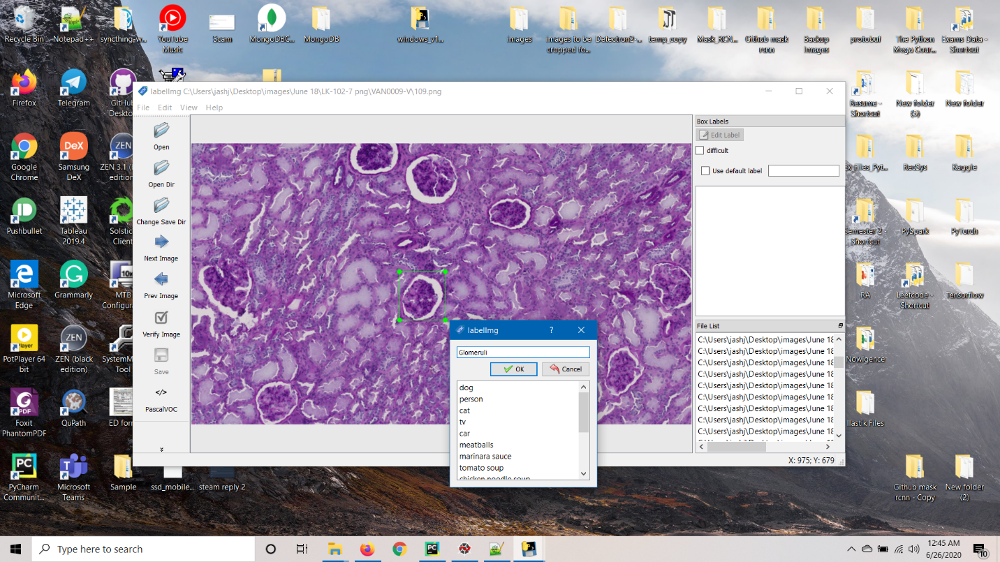 Recycle Bin
Notepad++
syncthing-w...
YouTube
Music
Scam
MongoDBC...
MongoDB
windows_v1...
Images
Images to be
cropped fo...
Detectron2-...
temp_copy
Mask_RCN...
Github mask
rcnn
Backup
Images
protobuf
The Python
Mega Cour...
Exams Data -
Shortcut
Firefox
Telegram
GitHu
Deskto
Resume -
Shortcut
New folder
(3)
New folder
Google
Chrome
Samsung
DeX
ZEN 3.1 (
edition)
RecSys
Kaggle
Pushbullet
Tableau
2019.4
Solstic
Client
Semester 2 -
Shortcut
PySpark
PyTorch
Microsoft
Edge
Grammarly
MTB
Configura
RA
Leetcode -
Shortcut
Tensorflow
PotPlayer 64
bit
ZEN (black
edition)
SystemM
Tool
Nowigence
Foxit
PhantomPDF
QuPath
ED for
Ilastik Files
PyCharm
Communit...
Microsoft
Teams
Sample
ssd_mobile...
steam reply 2
Github mask
rcnn - Copy
New folder
(2)
labelImg C:\Users\jashj\Desktop\images\June 18\LK-102-7 png\VAN0009-V\109.png
File Edit View Help
Open
Open Dir
Change Save Dir
Next Image
Prev Image
Verify Image
Save
</>
PascalVOC
Box Labels
Edit Label
difficult
Use default label
File List
C:\Users\jashj\Desktop\images\June 18
C:\Users\jashj\Desktop\images\June 18
C:\Users\jashj\Desktop\images\June 18
C:\Users\jashj\Desktop\images\June 18
C:\Users\jashj\Desktop\images\June 18
C:\Users\jashj\Desktop\images\June 18
C:\Users\jashj\Desktop\images\June 18
C:\Users\jashj\Desktop\images\June 18
C:\Users\jashj\Desktop\images\June 18
X: 975; Y: 679
labelImg ?
Glomeruli
OK Cancel
dog
person
cat
tv
car
meatballs
marinara sauce
tomato soup
chicken noodle soup
Type here to search
12:45 AM
6/26/2020
10